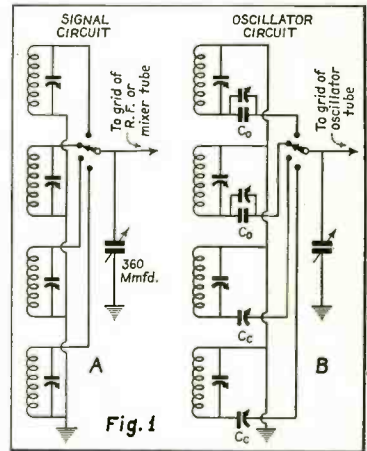 SIGNAL
CIRCUIT
OSCILLATOR
CIRCUIT
To grid of
R.F. or
mixer tube
To grid of
oscillator
tube
Co
Co
360
Mmfd.
Cc
A
B
Fig. 1
Cc